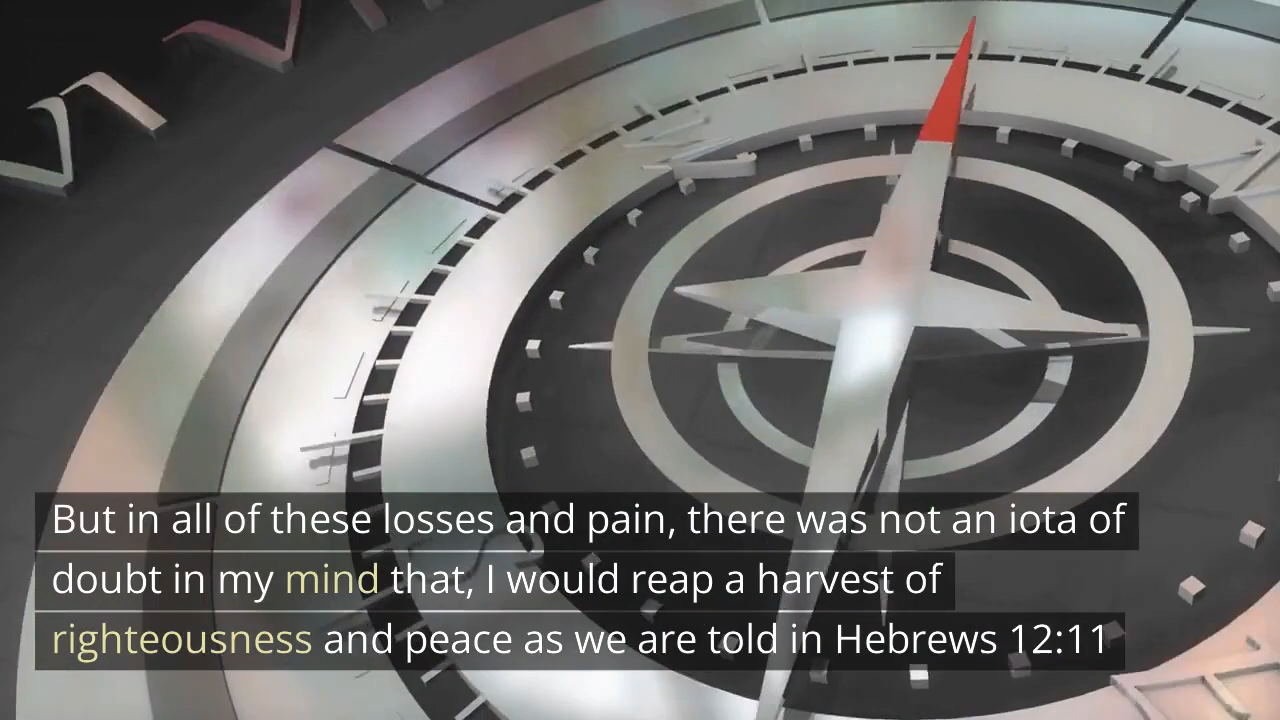 But in all of these losses and pain, there was not an iota of
doubt in my mind that, I would reap a harvest of
righteousness and peace as we are told in Hebrews 12:11